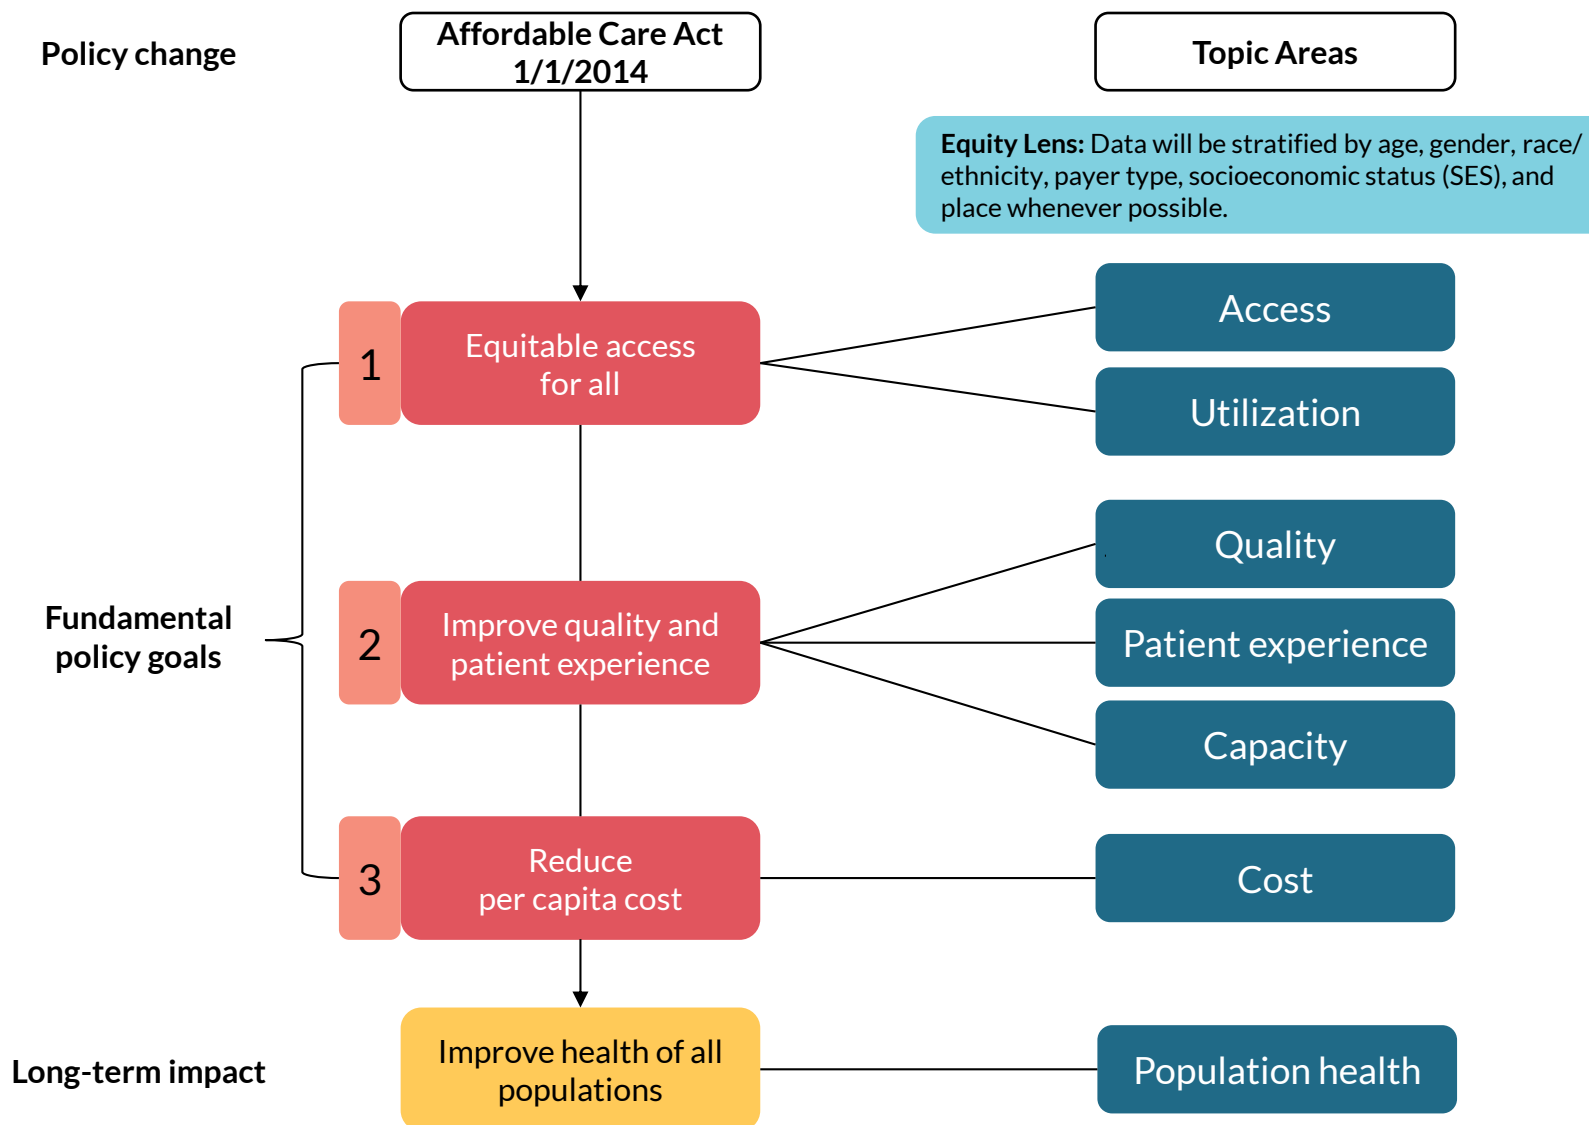 Policy change
Affordable Care Act
1/1/2014
Topic Areas
Equity Lens: Data will be stratified by age, gender, race/
ethnicity, payer type, socioeconomic status (SES), and
place whenever possible.
1
Equitable access
for all
Access
Utilization
Fundamental
policy goals
2
Improve quality and
patient experience
Quality
Patient experience
Capacity
3
Reduce
per capita cost
Cost
Long-term impact
Improve health of all
populations
Population health